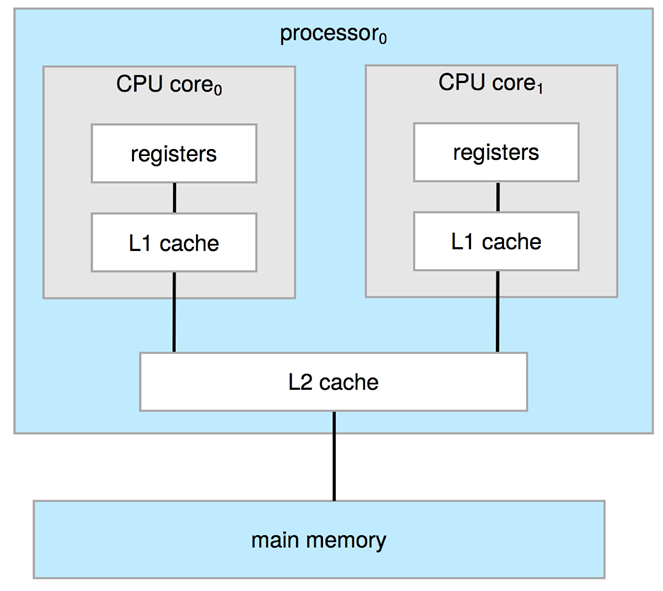 processor₀
CPU core₀
CPU core₁
registers
registers
L1 cache
L1 cache
L2 cache
main memory